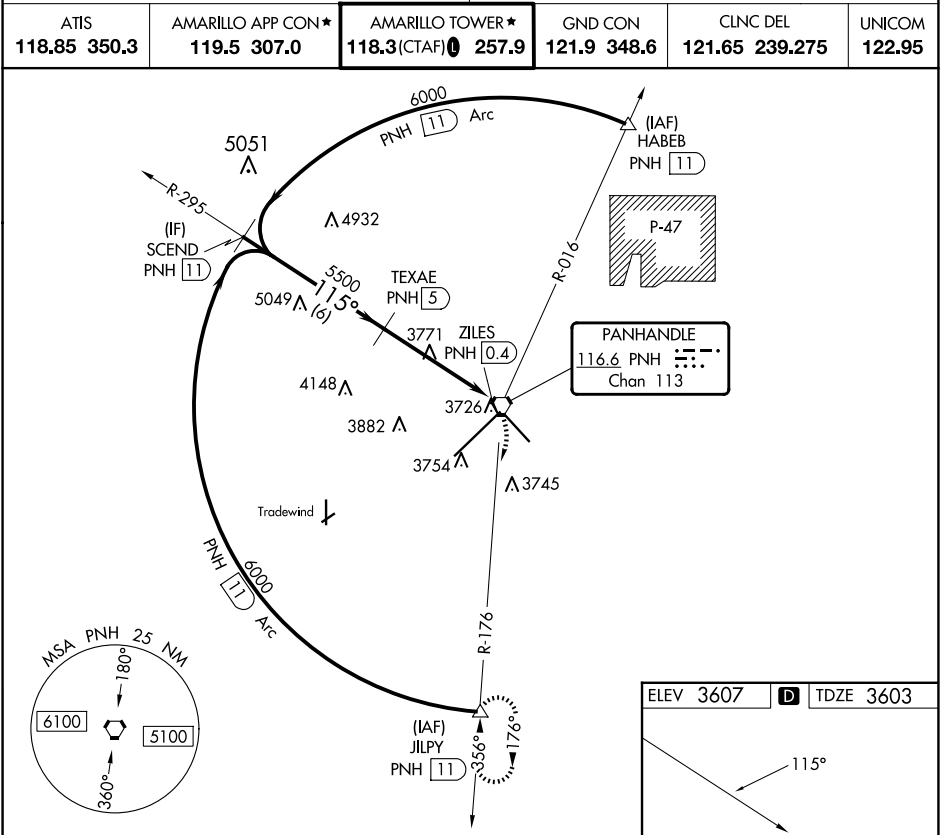 ATIS
118.85 350.3
AMARILLO APP CON★
119.5 307.0
AMARILLO TOWER★
118.3(CTAF) L 257.9
GND CON
121.9 348.6
CLNC DEL
121.65 239.275
UNICOM
122.95
6000
PNH 11 Arc
(IAF)
HABEB
PNH 11
5051
R-295
4932
P-47
(IF)
SCEND
PNH 11
R-016
5500
TEXAE
PNH 5
115°
5049 (6)
3771
ZILES
PNH 0.4
PANHANDLE
116.6 PNH
Chan 113
4148
3726
3882
3754
3745
Tradewind
PNH 11 Arc
6000
R-176
MSA PNH 25 NM
180°
6100
5100
360°
(IAF)
JILPY
PNH 11
356°
176°
ELEV 3607 D TDZE 3603
115°